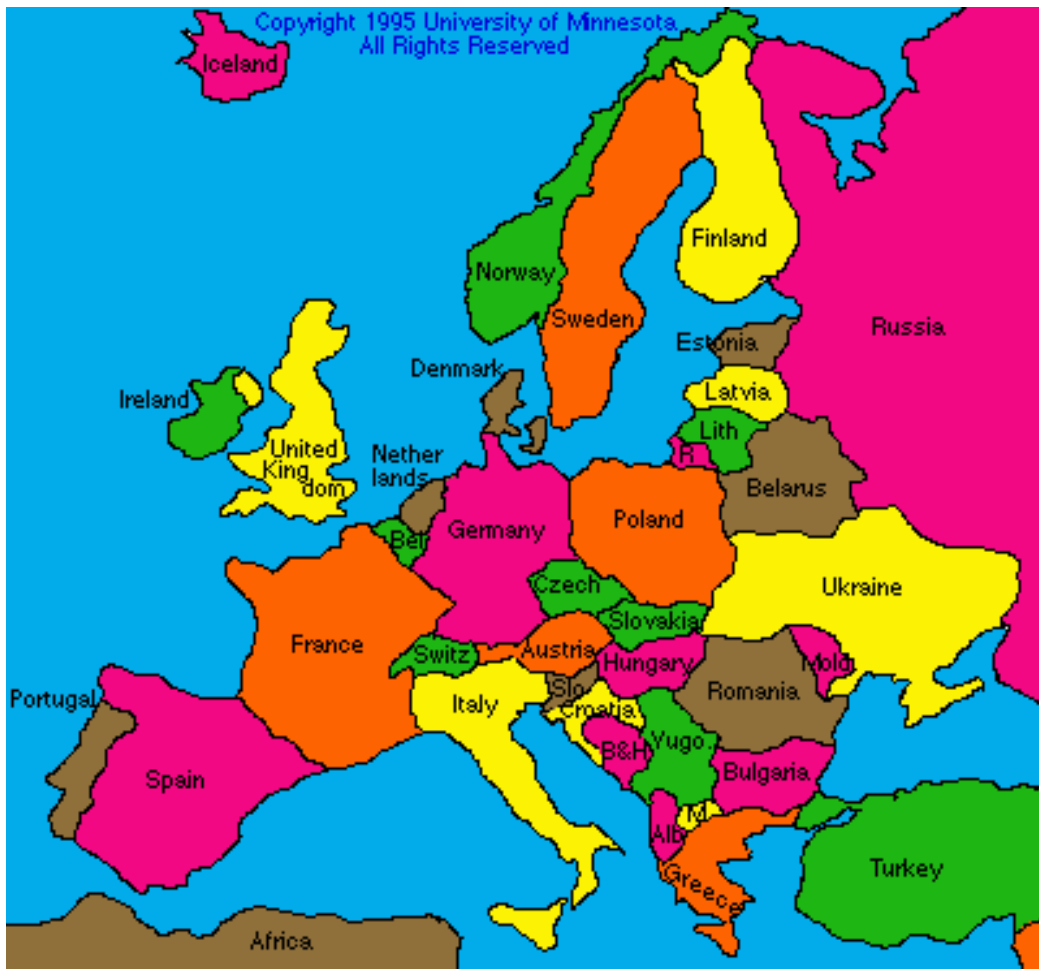 Copyright 1995 University of Minnesota
All Rights Reserved
Iceland
Finland
Norway
Sweden
Russia
Estonia
Denmark
Latvia
Ireland
Lith
R
United
King
dom
Nether
lands
Belarus
Germany
Poland
Bel
Czech
Ukraine
Slovakia
France
Switz
Austria
Hungary
Mold.
Portugal
Italy
Slo.
Romania
Croatia
Yugo.
B&H
Spain
Bulgaria
M
Alb
Turkey
Greece
Africa